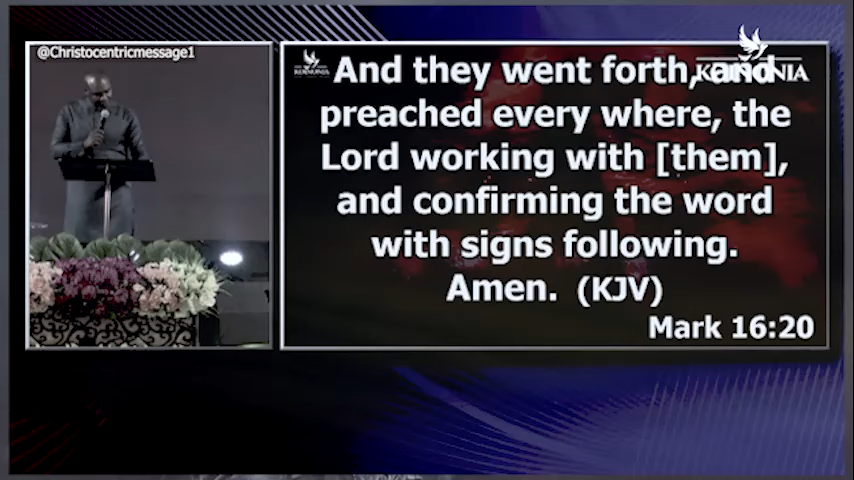 @Christocentricmessage1
KOINONIA
KOINONIA
And they went forth, and
preached every where, the
Lord working with [them],
and confirming the word
with signs following.
Amen. (KJV)
Mark 16:20